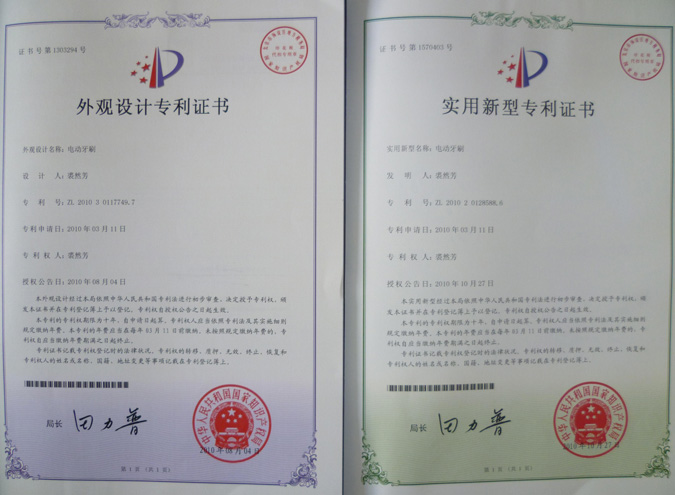 证书号第1303294号
外观设计专利证书
外观设计名称:电动牙刷
设计人:裘然芳
专利号:ZL 2010 3 0117749.7
专利申请日:2010年03月11日
专利权人:裘然芳
授权公告日:2010年08月04日
本外观设计经过本局依照中华人民共和国专利法进行初步审查,决定授予专利权,颁
发本证书并在专利登记簿上予以登记。专利权自授权公告之日起生效。
本专利的专利权期限为十年,自申请日起算。专利权人应当依照专利法及其实施细则
规定缴纳年费。本专利的年费应当在每年03月11日前缴纳。未按照规定缴纳年费的,专
利权自应当缴纳年费期满之日起终止。
专利证书记载专利权登记时的法律状况。专利权的转移、质押、无效、终止、恢复和
专利权人的姓名或名称、国籍、地址变更等事项记载在专利登记簿上。
局长
田力普
中华人民共和国国家知识产权局
2010年08月04日
第1页(共1页)
证书号第1570403号
实用新型专利证书
实用新型名称:电动牙刷
发明人:裘然芳
专利号:ZL 2010 2 0128588.6
专利申请日:2010年03月11日
专利权人:裘然芳
授权公告日:2010年10月27日
本实用新型经过本局依照中华人民共和国专利法进行初步审查,决定授予专利权,颁
发本证书并在专利登记簿上予以登记。专利权自授权公告之日起生效。
本专利的专利权期限为十年,自申请日起算。专利权人应当依照专利法及其实施细则
规定缴纳年费。本专利的年费应当在每年03月11日前缴纳。未按照规定缴纳年费的,专
利权自应当缴纳年费期满之日起终止。
专利证书记载专利权登记时的法律状况。专利权的转移、质押、无效、终止、恢复和
专利权人的姓名或名称、国籍、地址变更等事项记载在专利登记簿上。
局长
田力普
中华人民共和国国家知识产权局
2010年10月27日
第1页(共1页)